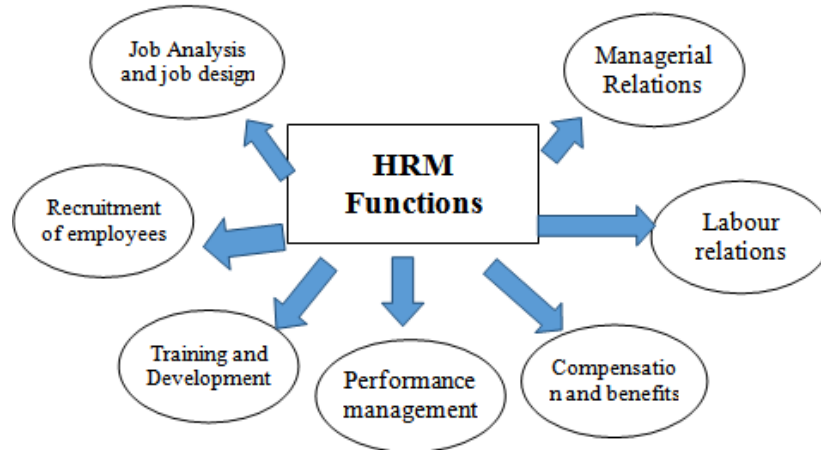 Job Analysis
and job design
Managerial
Relations
HRM
Functions
Recruitment
of employees
Labour
relations
Training and
Development
Performance
management
Compensatio
n and benefits